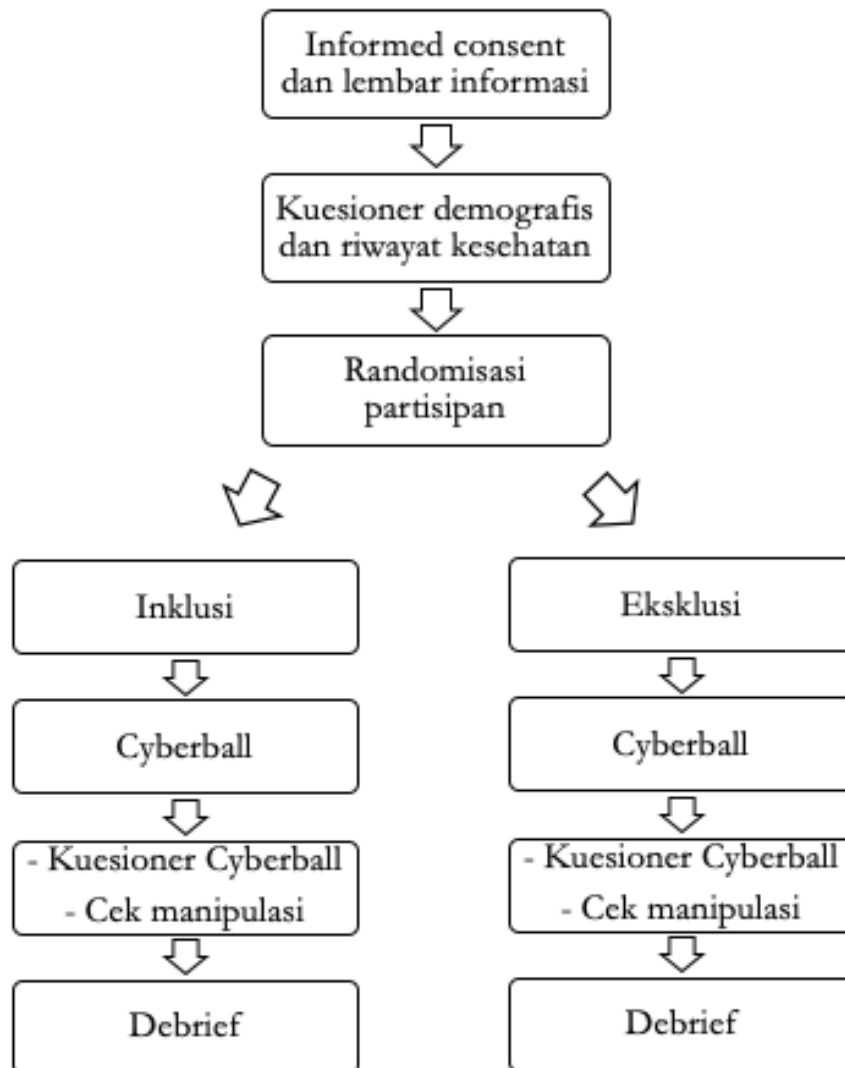 Informed consent
dan lembar informasi
Kuesioner demografis
dan riwayat kesehatan
Randomisasi
partisipan
Inklusi
Cyberball
- Kuesioner Cyberball
- Cek manipulasi
Debrief
Eksklusi
Cyberball
- Kuesioner Cyberball
- Cek manipulasi
Debrief